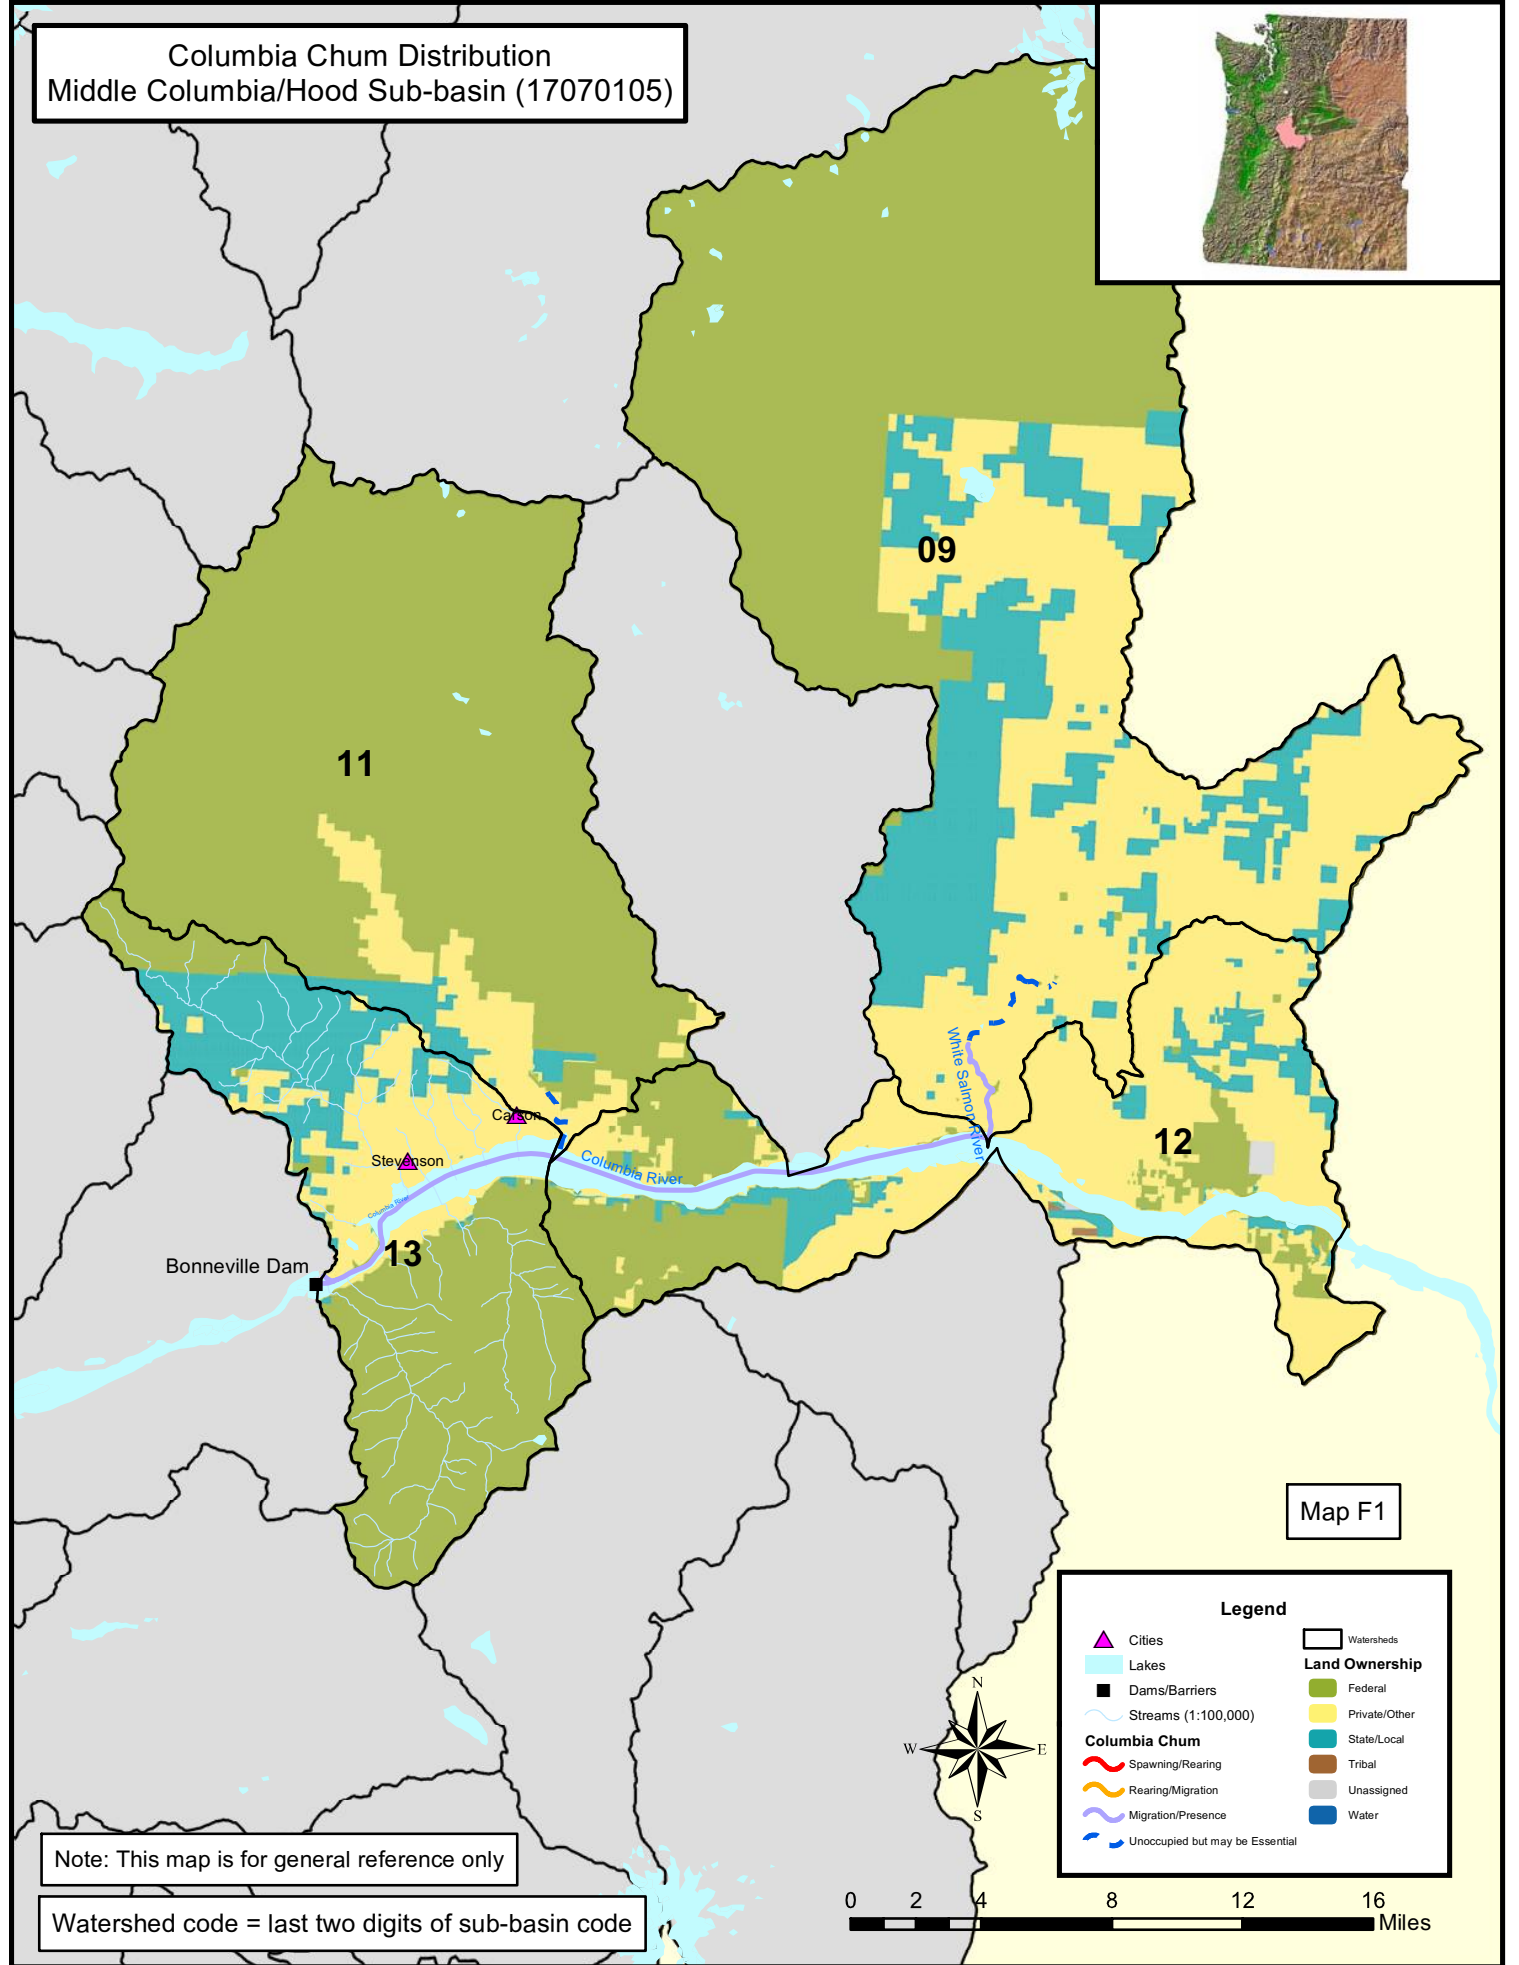 Columbia Chum Distribution
Middle Columbia/Hood Sub-basin (17070105)
09
11
White Salmon River
Carson
12
Stevenson
Columbia River
Columbia River
13
Bonneville Dam
Map F1
Legend
Cities
Lakes
Dams/Barriers
Streams (1:100,000)
Columbia Chum
Spawning/Rearing
Rearing/Migration
Migration/Presence
Unoccupied but may be Essential
Watersheds
Land Ownership
Federal
Private/Other
State/Local
Tribal
Unassigned
Water
N
W E
S
Note: This map is for general reference only
Watershed code = last two digits of sub-basin code
0 2 4 8 12 16
Miles